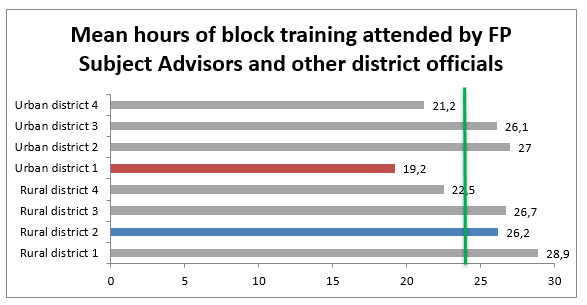 Mean hours of block training attended by FP
Subject Advisors and other district officials
Urban district 4
21,2
Urban district 3
26,1
Urban district 2
27
Urban district 1
19,2
Rural district 4
22,5
Rural district 3
26,7
Rural district 2
26,2
Rural district 1
28,9
0 5 10 15 20 25 30